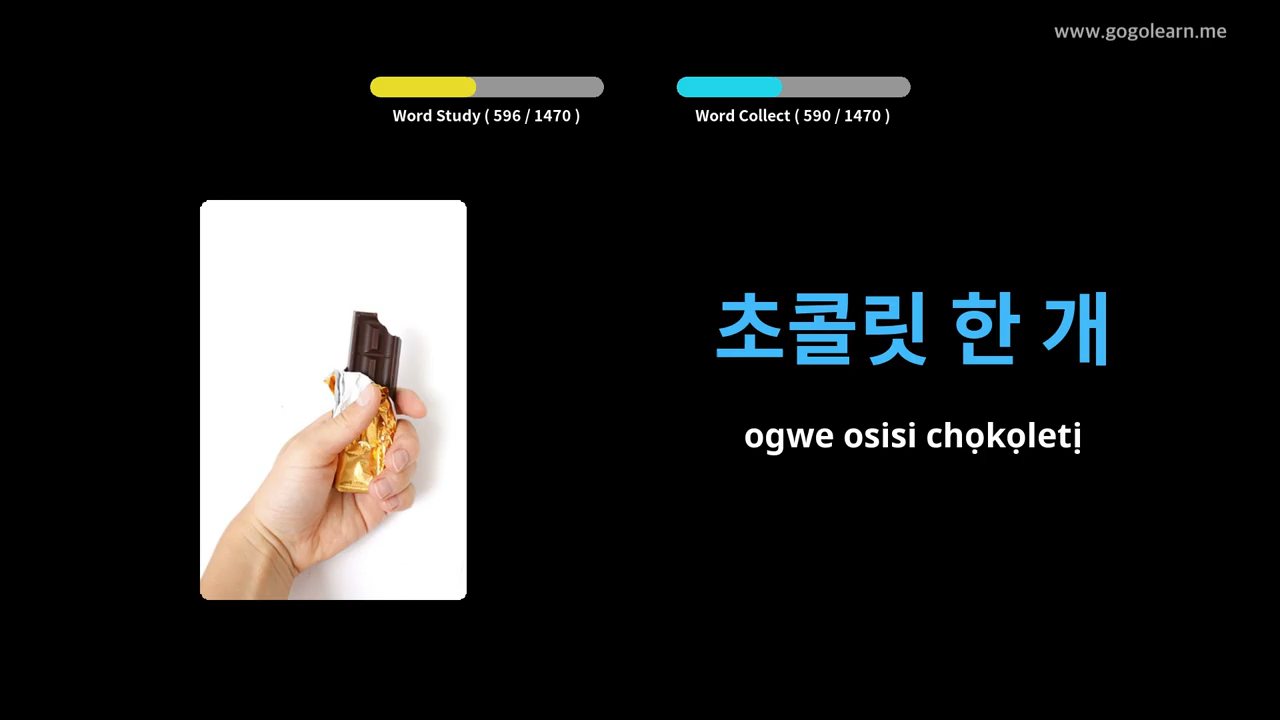 www.gogolearn.me
Word Study ( 596 / 1470 )
Word Collect ( 590 / 1470 )
초콜릿 한 개
ogwe osisi chọkọletị